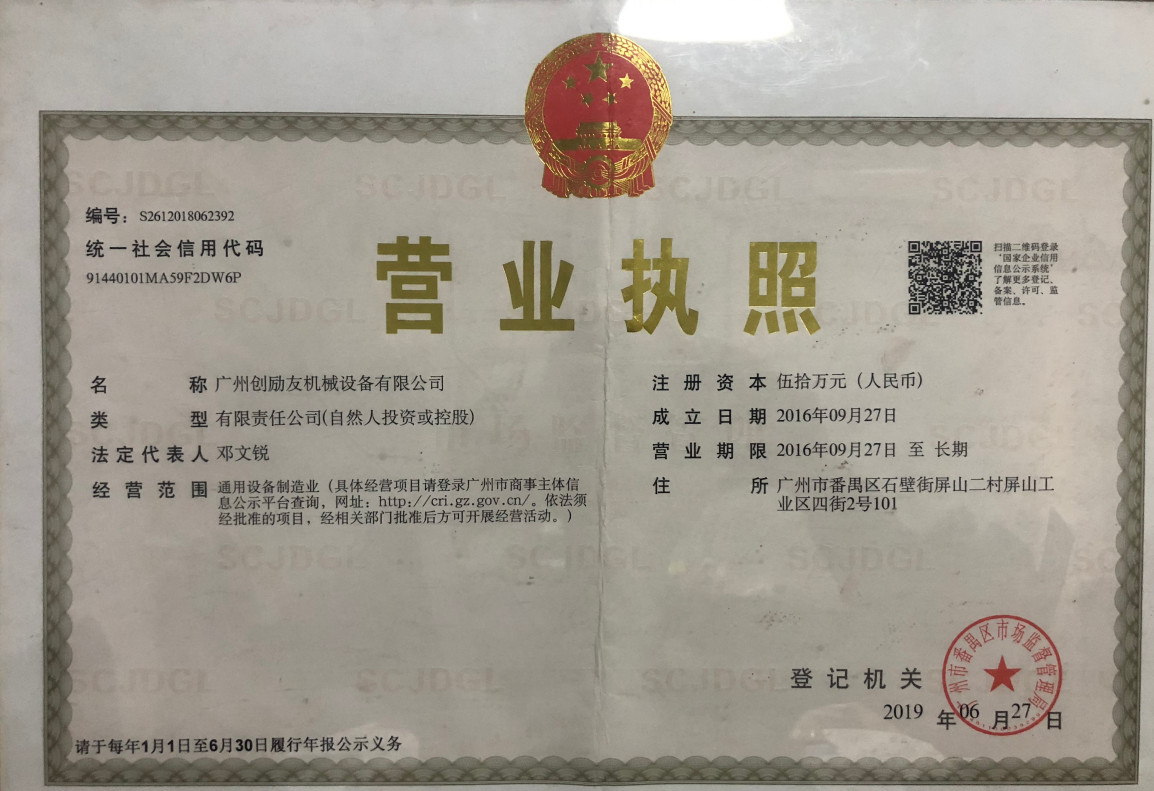 编号：S2612018062392
统一社会信用代码
91440101MA59F2DW6P
营业执照
扫描二维码登录
‘国家企业信用
信息公示系统’
了解更多登记、
备案、许可、监
管信息。
名称 广州创励友机械设备有限公司
类型 有限责任公司(自然人投资或控股)
法定代表人 邓文锐
经营范围 通用设备制造业（具体经营项目请登录广州市商事主体信
息公示平台查询，网址：http://cri.gz.gov.cn/。依法须
经批准的项目，经相关部门批准后方可开展经营活动。）
注册资本 伍拾万元（人民币）
成立日期 2016年09月27日
营业期限 2016年09月27日 至 长期
住所 广州市番禺区石壁街屏山二村屏山工
业区四街2号101
登记机关
广州市番禺区市场监督管理局
2019 年 06 月 27 日
请于每年1月1日至6月30日履行年报公示义务
SCJDGL